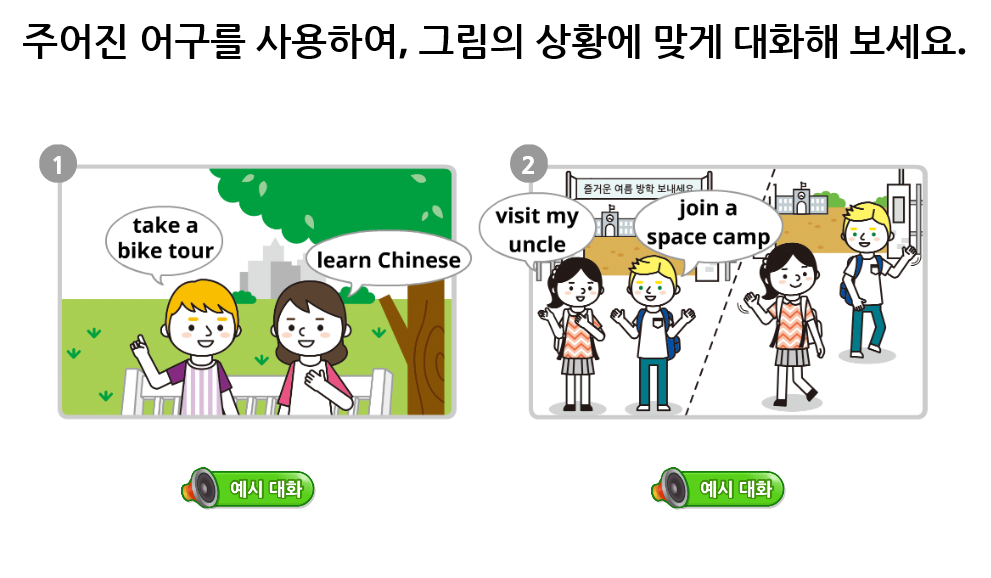 주어진 어구를 사용하여, 그림의 상황에 맞게 대화해 보세요.
1
take a
bike tour
learn Chinese
2
즐거운 여름 방학 보내세요
visit my
uncle
join a
space camp
예시 대화
예시 대화